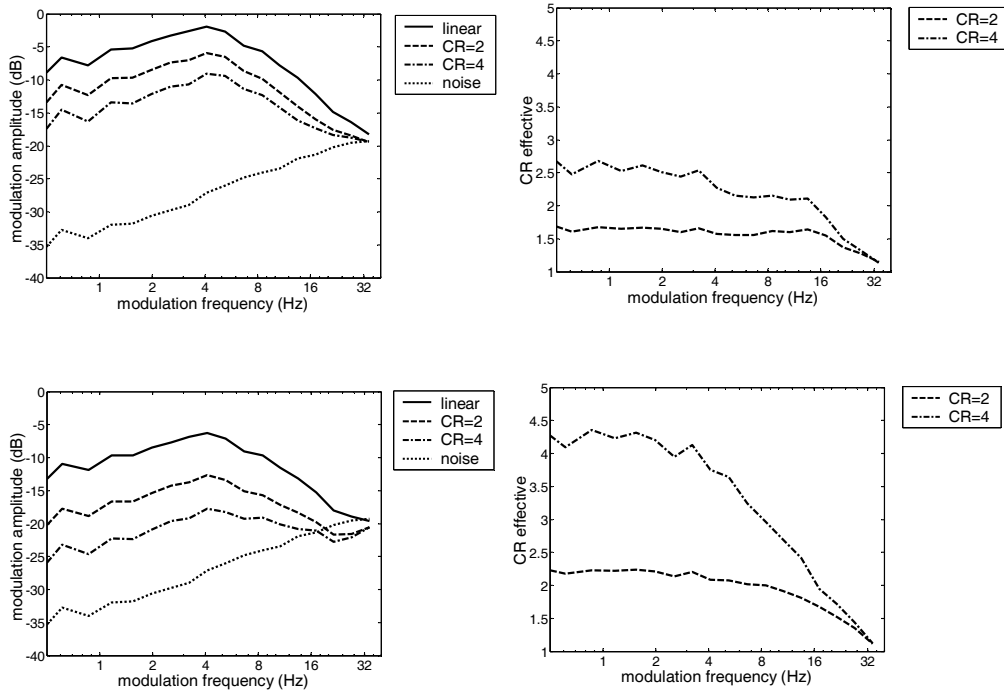 0
-5
-10
-15
-20
-25
-30
-35
-40
modulation amplitude (dB)
1 2 4 8 16 32
modulation frequency (Hz)
linear
CR=2
CR=4
noise
5
4.5
4
3.5
3
2.5
2
1.5
1
CR effective
1 2 4 8 16 32
modulation frequency (Hz)
CR=2
CR=4
0
-5
-10
-15
-20
-25
-30
-35
-40
modulation amplitude (dB)
1 2 4 8 16 32
modulation frequency (Hz)
linear
CR=2
CR=4
noise
5
4.5
4
3.5
3
2.5
2
1.5
1
CR effective
1 2 4 8 16 32
modulation frequency (Hz)
CR=2
CR=4